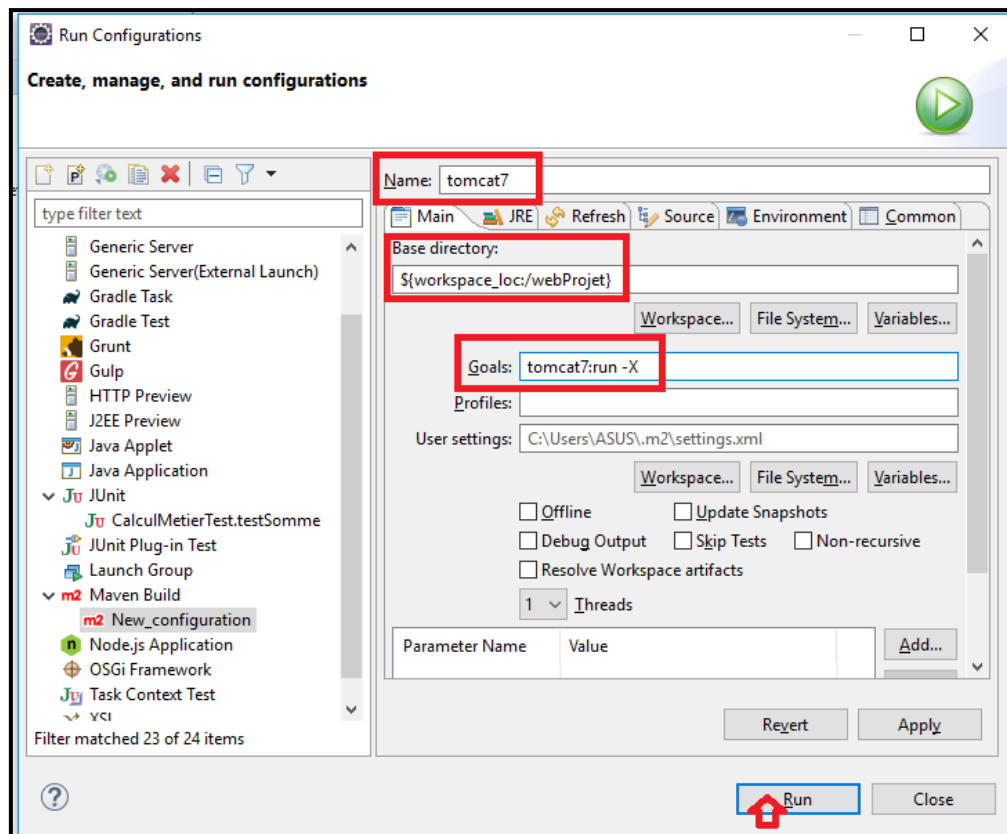 Run Configurations
Create, manage, and run configurations
type filter text
Generic Server
Generic Server(External Launch)
Gradle Task
Gradle Test
Grunt
Gulp
HTTP Preview
J2EE Preview
Java Applet
Java Application
Ju JUnit
Ju CalculMetierTest.testSomme
JUnit Plug-in Test
Launch Group
m2 Maven Build
m2 New_configuration
Node.js Application
OSGi Framework
Task Context Test
XSL
Filter matched 23 of 24 items
Name: tomcat7
Main JRE Refresh Source Environment Common
Base directory:
${workspace_loc:/webProjet}
Workspace... File System... Variables...
Goals: tomcat7:run -X
Profiles:
User settings: C:\Users\ASUS\.m2\settings.xml
Workspace... File System... Variables...
Offline Update Snapshots
Debug Output Skip Tests Non-recursive
Resolve Workspace artifacts
1 Threads
Parameter Name Value Add...
Revert Apply
Run Close